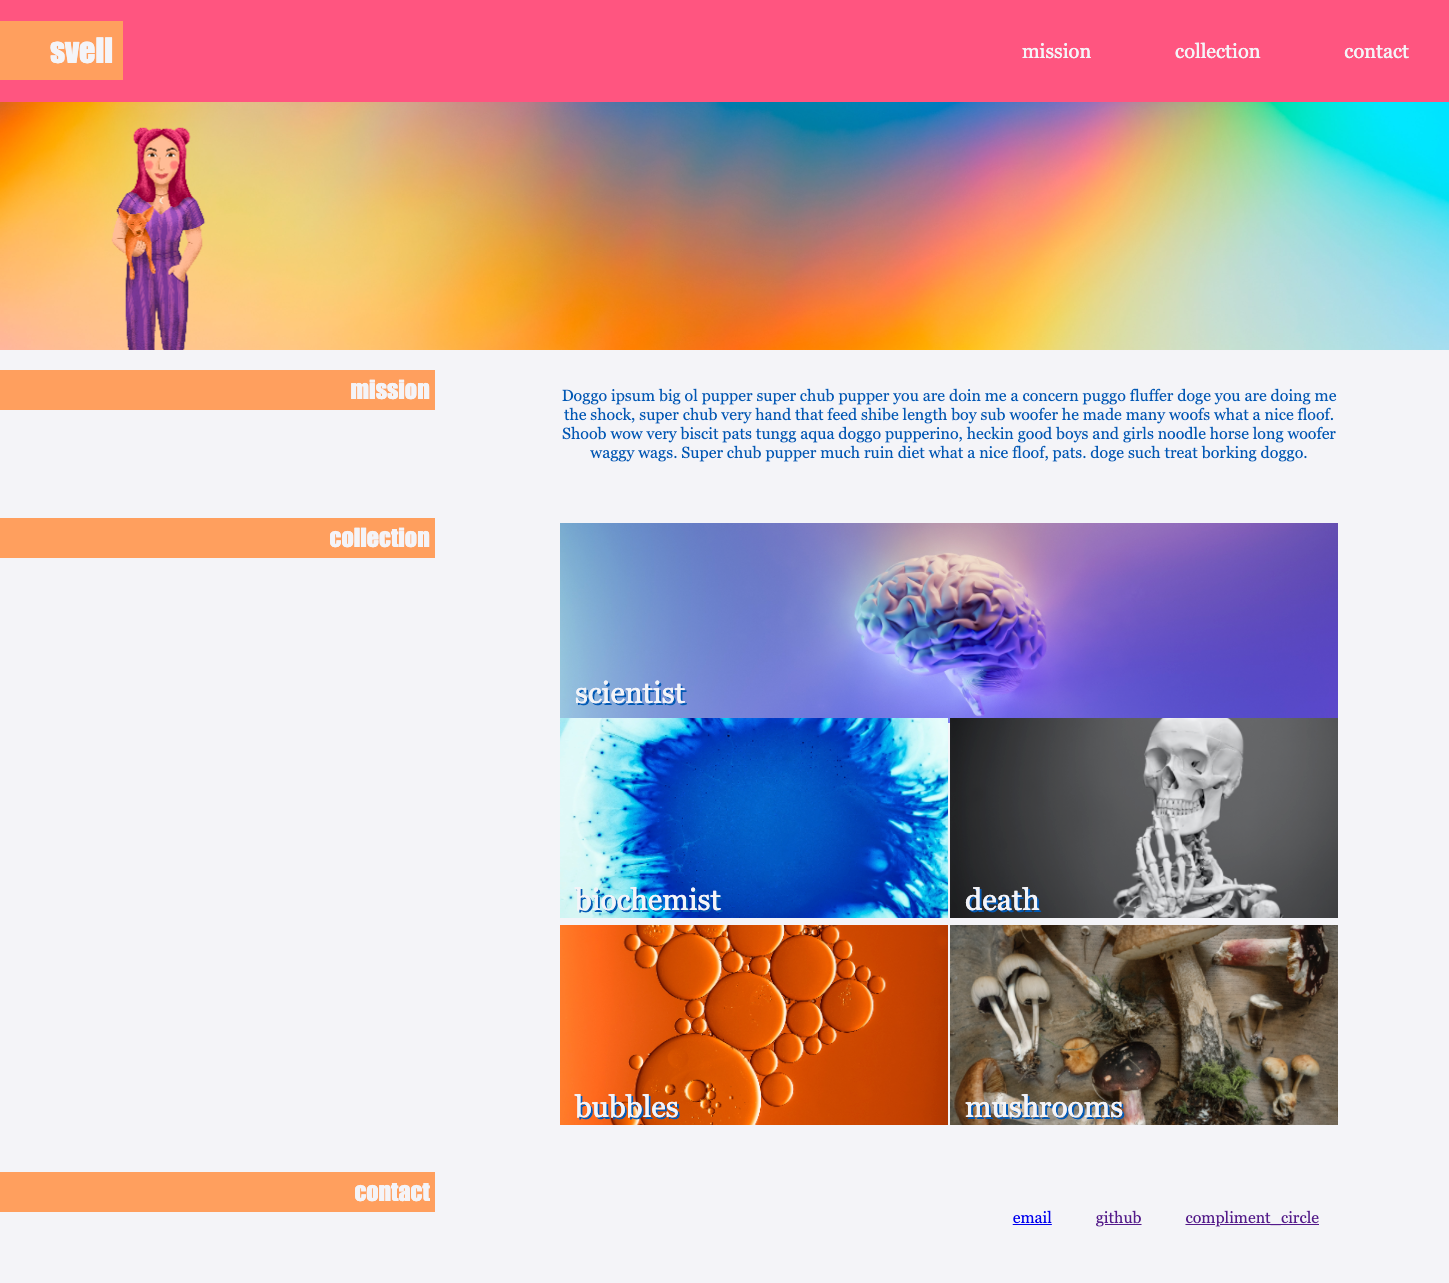 svell
mission
collection
contact
mission
Doggo ipsum big ol pupper super chub pupper you are doin me a concern puggo fluffer doge you are doing me
the shock, super chub very hand that feed shibe length boy sub woofer he made many woofs what a nice floof.
Shoob wow very biscit pats tungg aqua doggo pupperino, heckin good boys and girls noodle horse long woofer
waggy wags. Super chub pupper much ruin diet what a nice floof, pats. doge such treat borking doggo.
collection
scientist
biochemist
death
bubbles
mushrooms
contact
email
github
compliment_circle